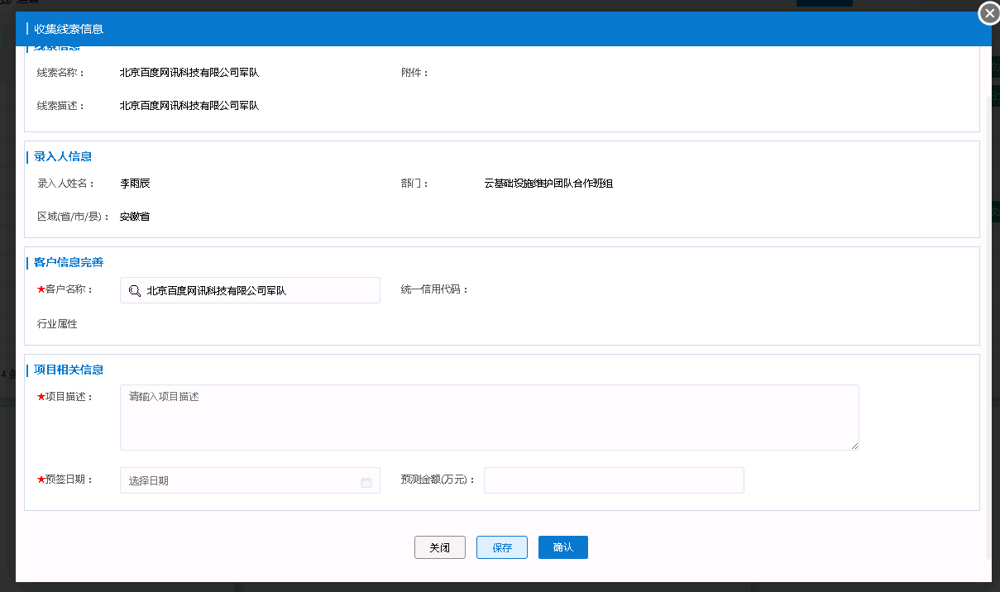 收集线索信息
线索信息
线索名称： 北京百度网讯科技有限公司军队 附件：
线索描述： 北京百度网讯科技有限公司军队
录入人信息
录入人姓名： 李雨辰 部门： 云基础设施维护团队合作班组
区域(省/市/县)： 安徽省
客户信息完善
★客户名称： 北京百度网讯科技有限公司军队 统一信用代码：
行业属性
4 条
项目相关信息
★项目描述： 请输入项目描述
★预签日期： 选择日期 预测金额(万元)：
关闭 保存 确认